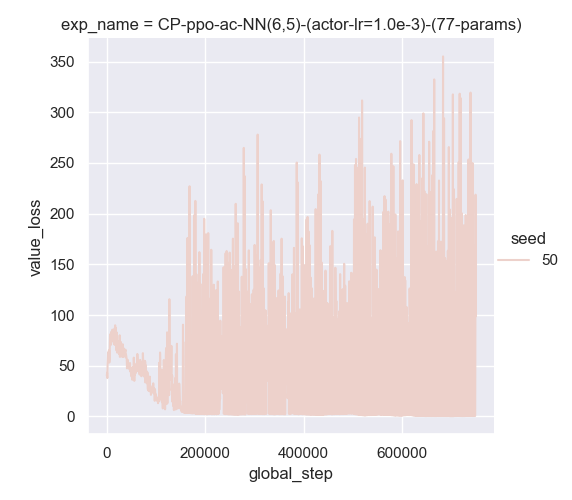 exp_name = CP-ppo-ac-NN(6,5)-(actor-lr=1.0e-3)-(77-params)
350
300
250
200
150
100
50
0
value_loss
0 200000 400000 600000
global_step
seed
50